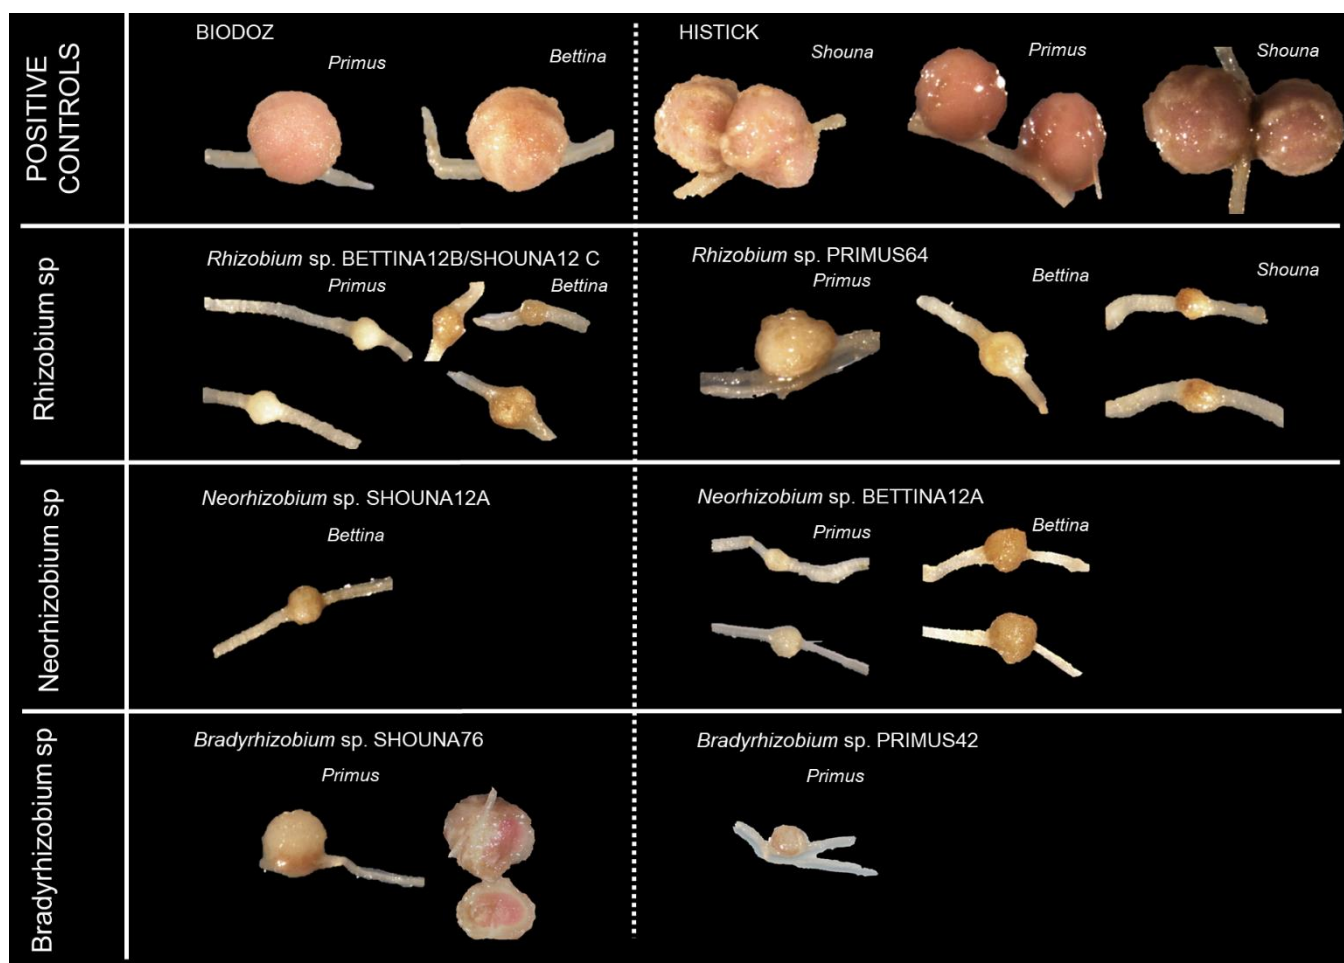 POSITIVE
CONTROLS
BIODOZ
Primus
Bettina
HISTICK
Shouna
Primus
Shouna
Rhizobium sp
Rhizobium sp. BETTINA12B/SHOUNA12 C
Primus
Bettina
Rhizobium sp. PRIMUS64
Primus
Bettina
Shouna
Neorhizobium sp
Neorhizobium sp. SHOUNA12A
Bettina
Neorhizobium sp. BETTINA12A
Primus
Bettina
Bradyrhizobium sp
Bradyrhizobium sp. SHOUNA76
Primus
Bradyrhizobium sp. PRIMUS42
Primus